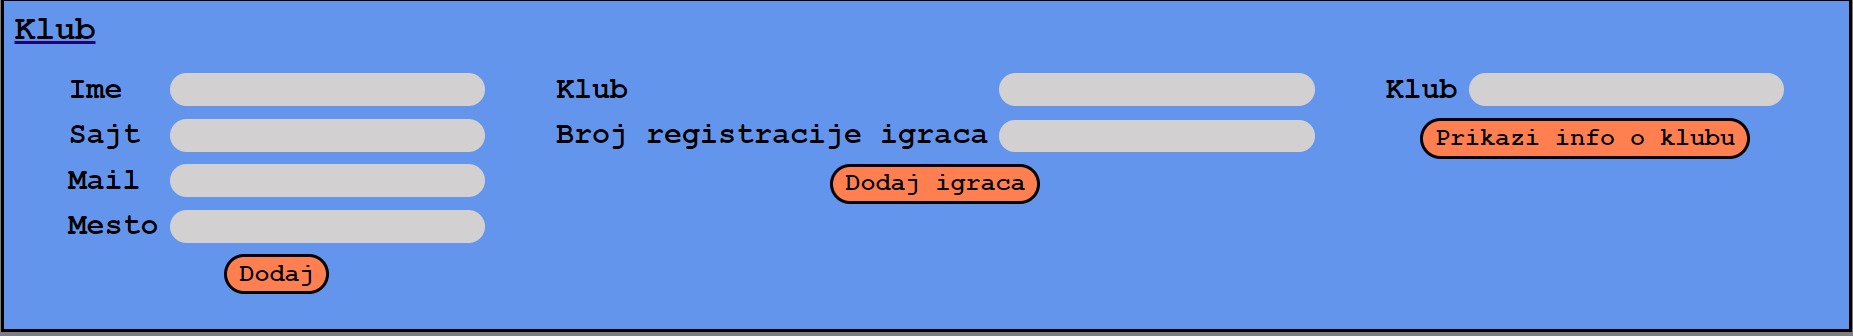 Klub
Ime
Sajt
Mail
Mesto
Dodaj
Klub
Broj registracije igraca
Dodaj igraca
Klub
Prikazi info o klubu